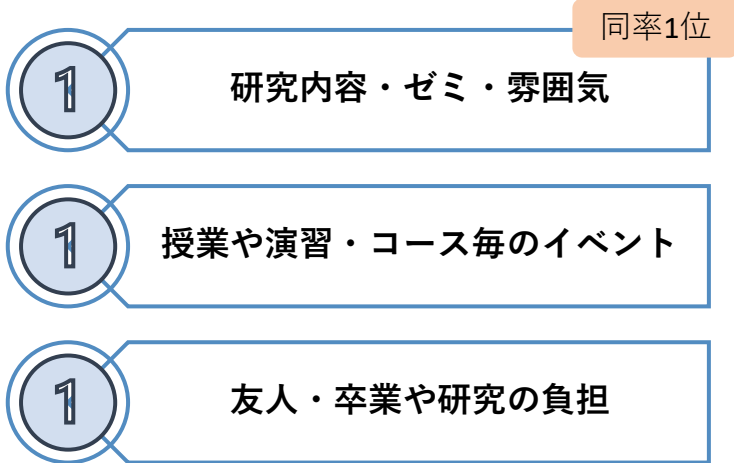 同率1位
1
研究内容・ゼミ・雰囲気
1
授業や演習・コース毎のイベント
1
友人・卒業や研究の負担